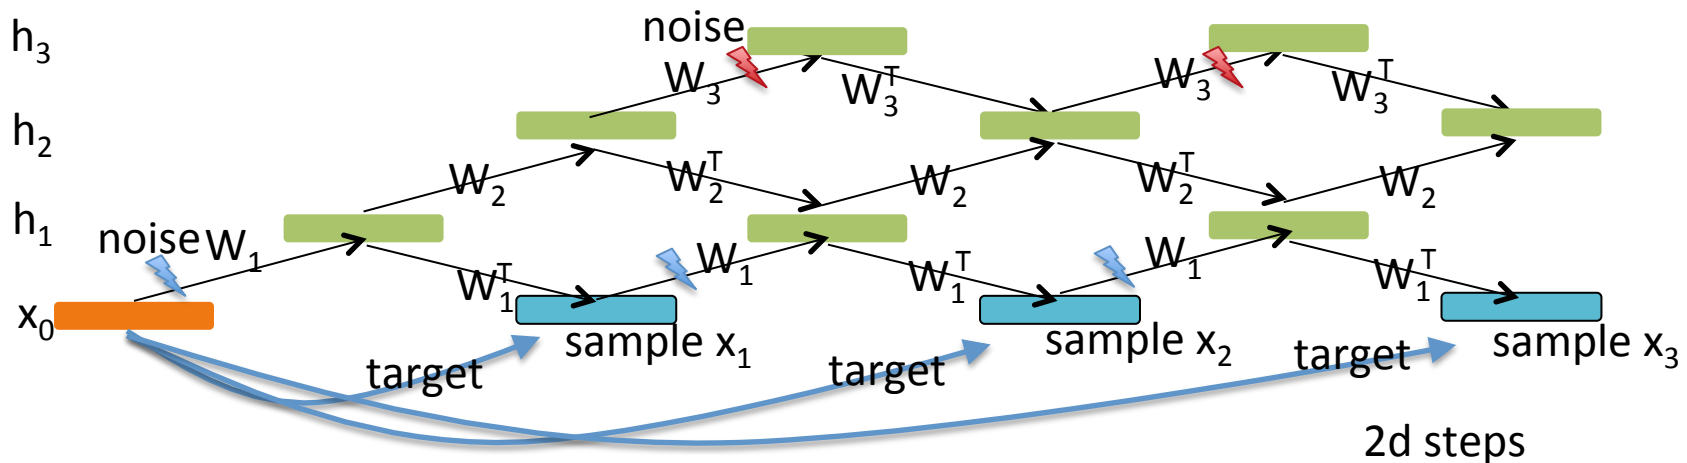 h3
noise
W3
W3T
W3
W3T
h2
W2
W2T
W2
W2T
W2
h1
noise W1
W1T
W1
W1T
W1
W1T
x0
sample x1
sample x2
sample x3
target
target
target
2d steps